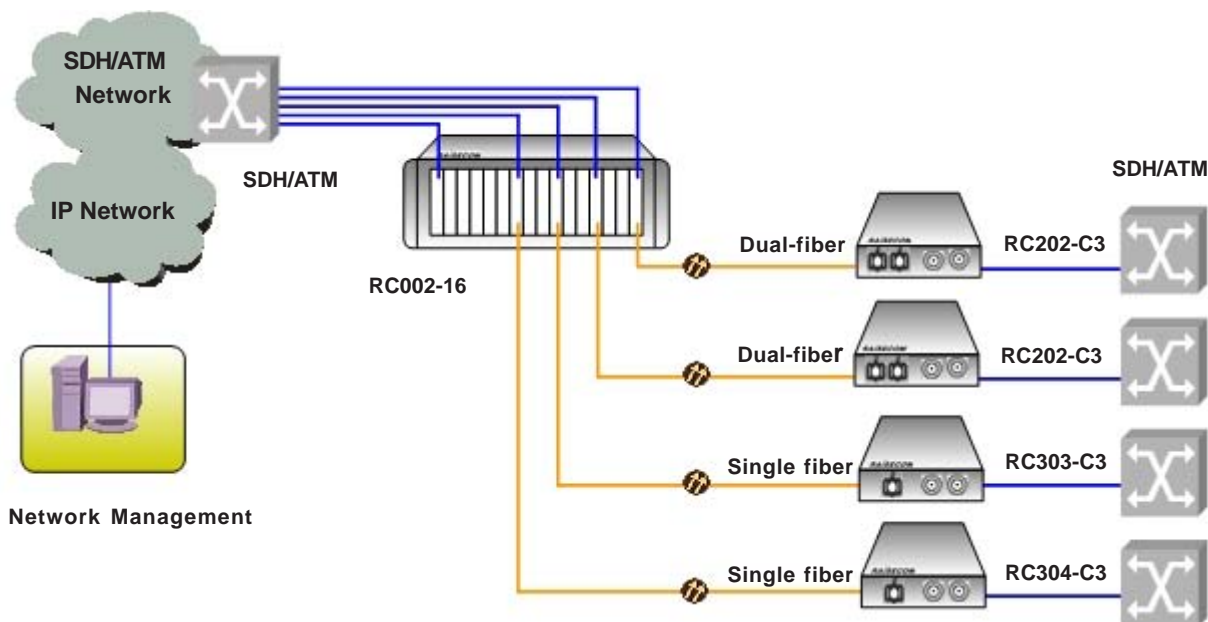 SDH/ATM
Network
SDH/ATM
IP Network
RC002-16
Network Management
SDH/ATM
Dual-fiber
RC202-C3
Dual-fiber
RC202-C3
RAISECOM
Single fiber
RC303-C3
Single fiber
RC304-C3